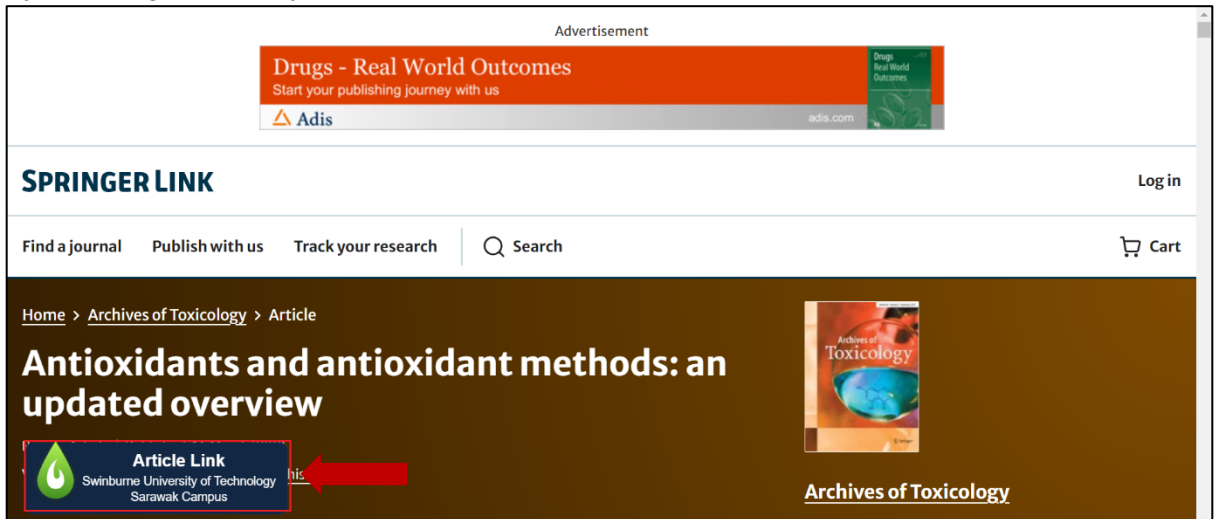 Advertisement
Drugs - Real World Outcomes
Start your publishing journey with us
Adis
adis.com
Drugs
Real World
Outcomes
SPRINGER LINK
Log in
Find a journal Publish with us Track your research Search Cart
Home > Archives of Toxicology > Article
Antioxidants and antioxidant methods: an
updated overview
Archives of
Toxicology
Article Link
Swinburne University of Technology
Sarawak Campus
Archives of Toxicology